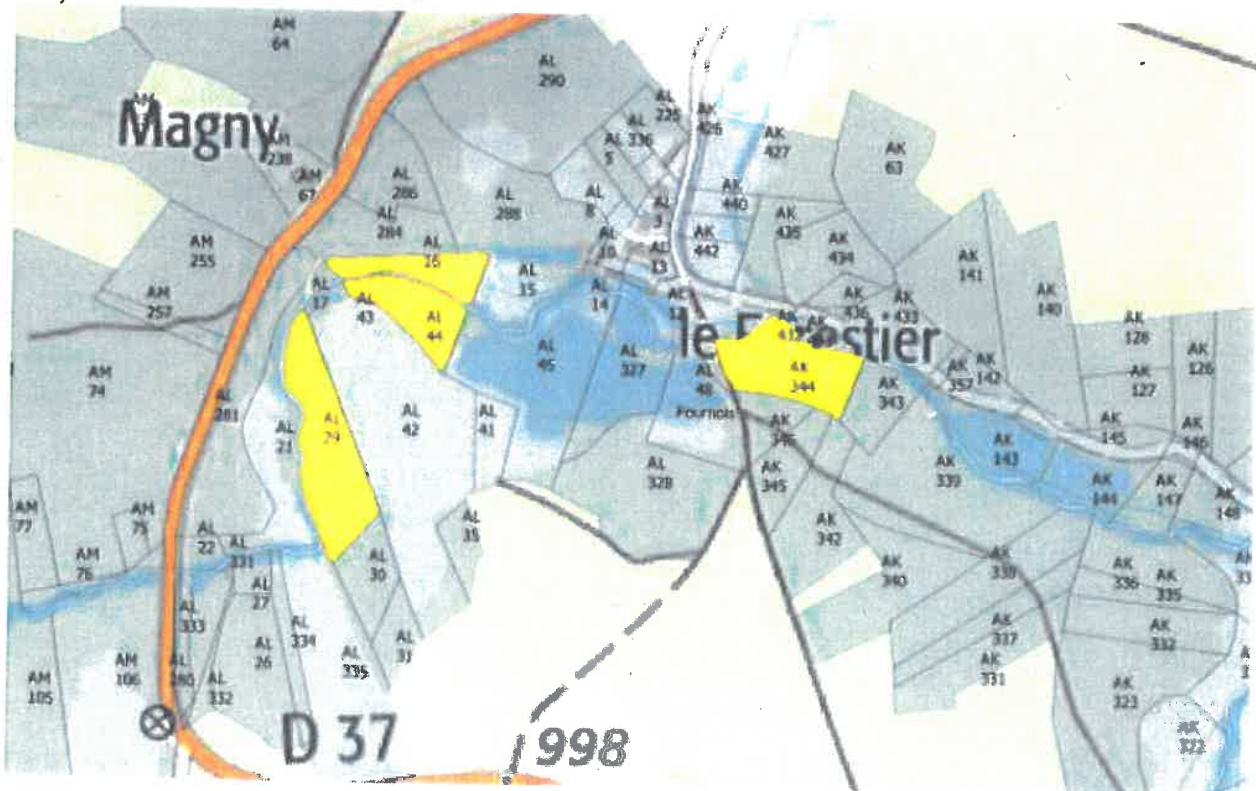 AM
64
AL
290
Magny
AM
238
AM
67
AL
225
AL
336
AL
5
AK
426
AK
427
AK
63
AL
286
AL
284
AL
288
AL
8
AL
3
AK
440
AK
442
AK
434
AK
141
AK
140
AM
255
AM
257
AL
16
AL
15
AL
10
AL
13
AL
14
AL
17
AL
43
AL
44
AK
436
AK
433
AK
128
AK
127
AK
126
AM
74
AL
281
AL
21
AL
29
AL
42
AL
41
AL
327
AL
48
Fournols
AK
344
AK
343
AK
357
AK
142
AK
145
AK
146
AK
143
AK
144
AK
147
AK
148
AK
339
AL
328
AK
345
AK
342
AK
340
AK
338
AK
336
AK
335
AK
337
AK
332
AK
331
AK
323
AK
322
AM
77
AM
75
AM
76
AL
22
AL
331
AL
27
AL
30
AL
333
AL
26
AL
334
AL
335
AL
31
AM
105
AM
106
AL
332
D 37
998